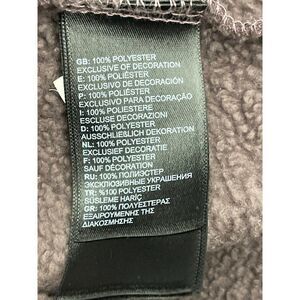 GB: 100% POLYESTER
EXCLUSIVE OF DECORATION
E: 100% POLIÉSTER
EXCLUSIVO DE DECORACIÓN
P: 100% POLIÉSTER
EXCLUSIVO PARA DECORAÇÃO
I: 100% POLIESTERE
ESCLUSE DECORAZIONI
D: 100% POLYESTER
AUSSCHLIEßLICH DEKORATION
NL: 100% POLYESTER
EXCLUSIEF DECORATIE
F: 100% POLYESTER
SAUF DÉCORATION
RU: 100% ПОЛИЭСТЕР
ЭКСКЛЮЗИВНЫЕ УКРАШЕНИЯ
TR: %100 POLYESTER
SÜSLEME HARİÇ
GR: 100% ΠΟΛΥΕΣΤΕΡΑΣ
ΕΞΑΙΡΟΥΜΕΝΗΣ ΤΗΣ
ΔΙΑΚΟΣΜΗΣΗΣ